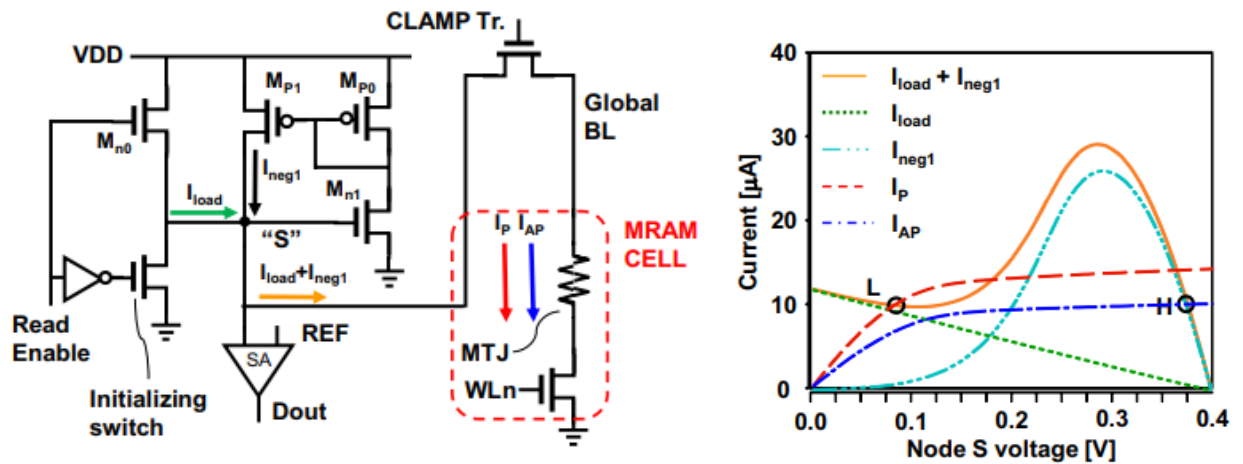 CLAMP Tr.
VDD
MP1
MP0
Mn0
Global
BL
Ineg1
Mn1
Iload
"S"
IP IAP
MRAM
CELL
Iload+Ineg1
Read
Enable
REF
SA
MTJ
WLn
Initializing
switch
Dout
Current [µA]
40
30
20
10
0
Iload + Ineg1
Iload
Ineg1
IP
IAP
L
H
0.0 0.1 0.2 0.3 0.4
Node S voltage [V]